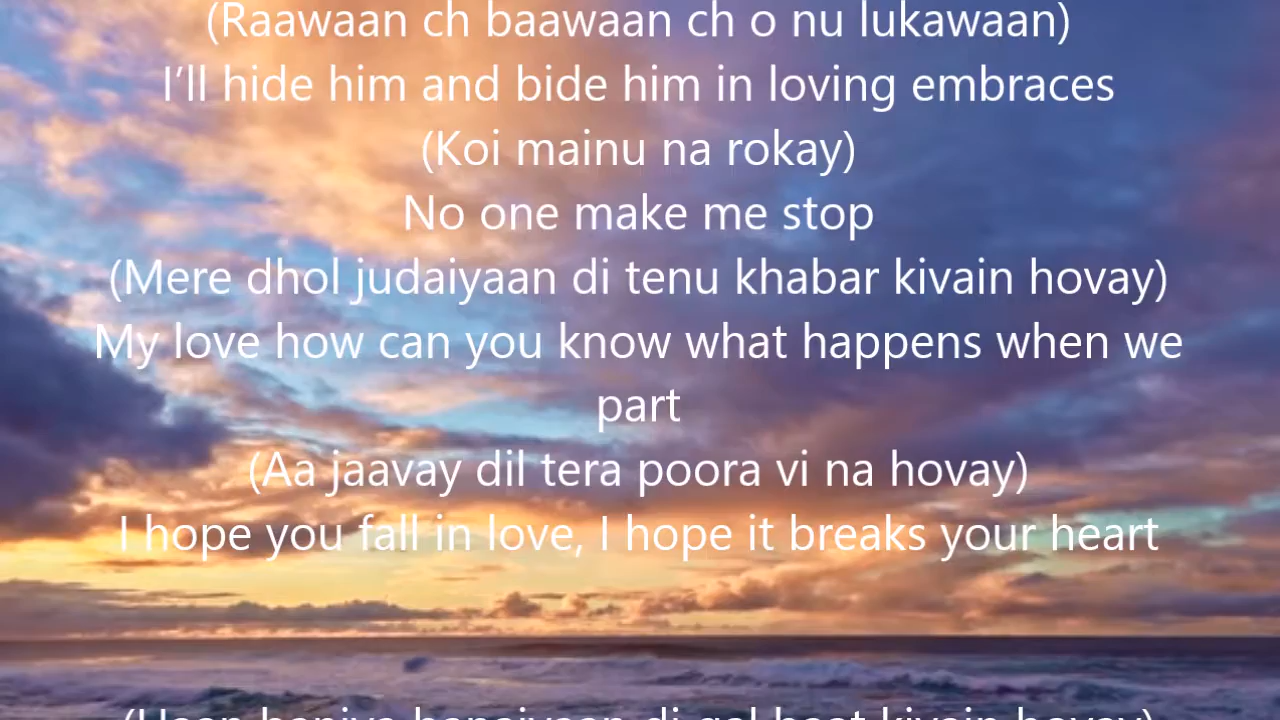 (Raawaan ch baawaan ch o nu lukawaan)
I’ll hide him and bide him in loving embraces
(Koi mainu na rokay)
No one make me stop
(Mere dhol judaiyaan di tenu khabar kivain hovay)
My love how can you know what happens when we
part
(Aa jaavay dil tera poora vi na hovay)
I hope you fall in love, I hope it breaks your heart